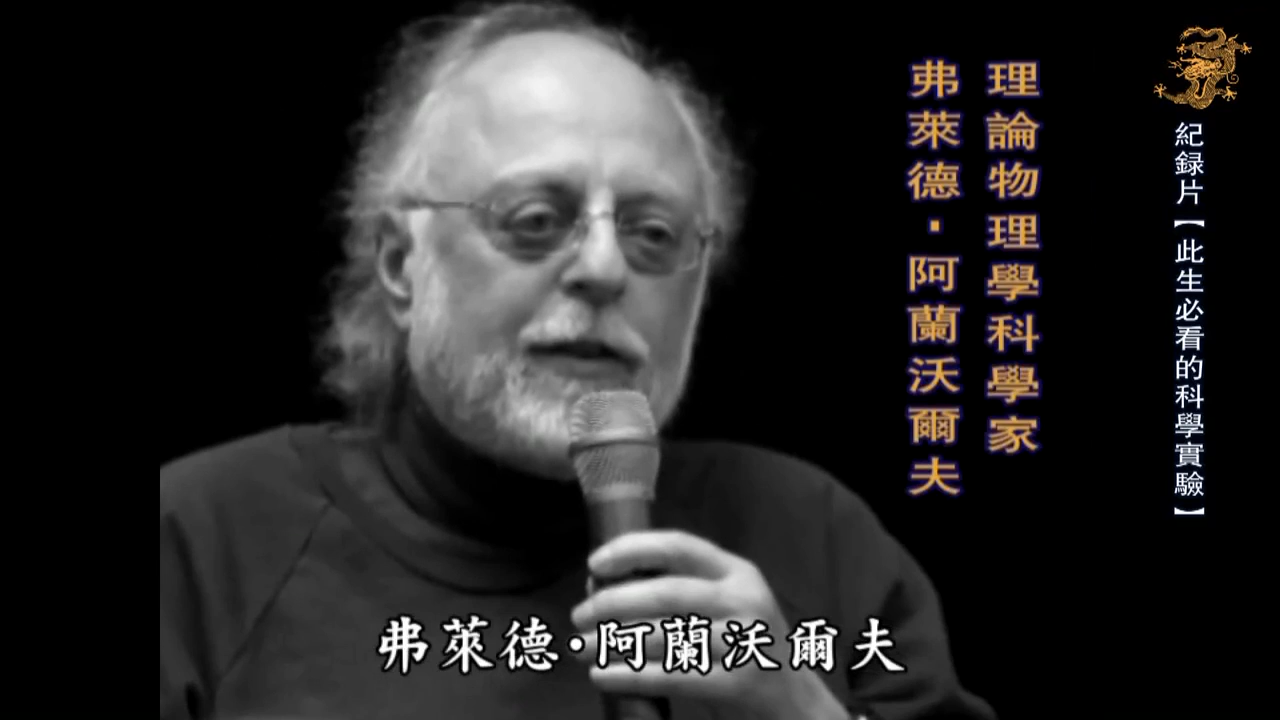 理論物理學科學家
弗萊德·阿蘭沃爾夫
紀録片【此生必看的科學實驗】
弗萊德·阿蘭沃爾夫